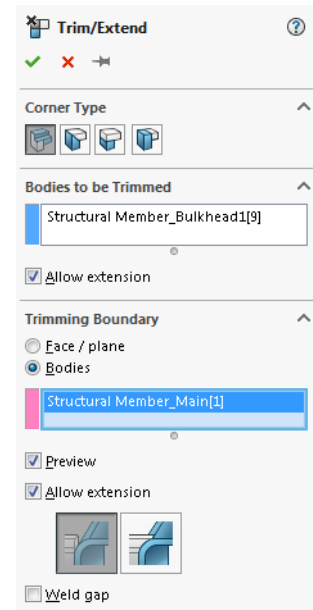 Trim/Extend
Corner Type
Bodies to be Trimmed
Structural Member_Bulkhead1[9]
Allow extension
Trimming Boundary
Face / plane
Bodies
Structural Member_Main[1]
Preview
Allow extension
Weld gap